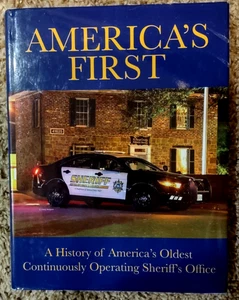 AMERICA'S
FIRST
SHERIFF
A History of America's Oldest
Continuously Operating Sheriff's Office